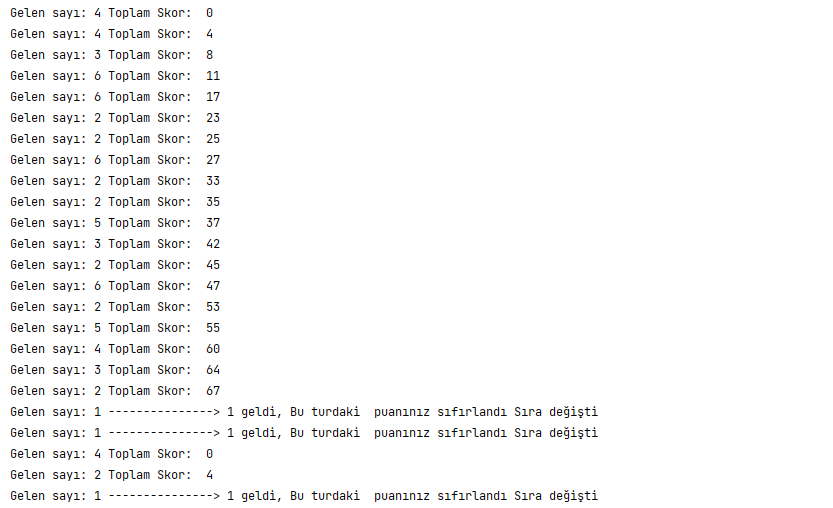 Gelen sayı: 4 Toplam Skor:  0
Gelen sayı: 4 Toplam Skor:  4
Gelen sayı: 3 Toplam Skor:  8
Gelen sayı: 6 Toplam Skor:  11
Gelen sayı: 6 Toplam Skor:  17
Gelen sayı: 2 Toplam Skor:  23
Gelen sayı: 2 Toplam Skor:  25
Gelen sayı: 6 Toplam Skor:  27
Gelen sayı: 2 Toplam Skor:  33
Gelen sayı: 2 Toplam Skor:  35
Gelen sayı: 5 Toplam Skor:  37
Gelen sayı: 3 Toplam Skor:  42
Gelen sayı: 2 Toplam Skor:  45
Gelen sayı: 6 Toplam Skor:  47
Gelen sayı: 2 Toplam Skor:  53
Gelen sayı: 5 Toplam Skor:  55
Gelen sayı: 4 Toplam Skor:  60
Gelen sayı: 3 Toplam Skor:  64
Gelen sayı: 2 Toplam Skor:  67
Gelen sayı: 1 ---------------> 1 geldi, Bu turdaki  puanınız sıfırlandı Sıra değişti
Gelen sayı: 1 ---------------> 1 geldi, Bu turdaki  puanınız sıfırlandı Sıra değişti
Gelen sayı: 4 Toplam Skor:  0
Gelen sayı: 2 Toplam Skor:  4
Gelen sayı: 1 ---------------> 1 geldi, Bu turdaki  puanınız sıfırlandı Sıra değişti